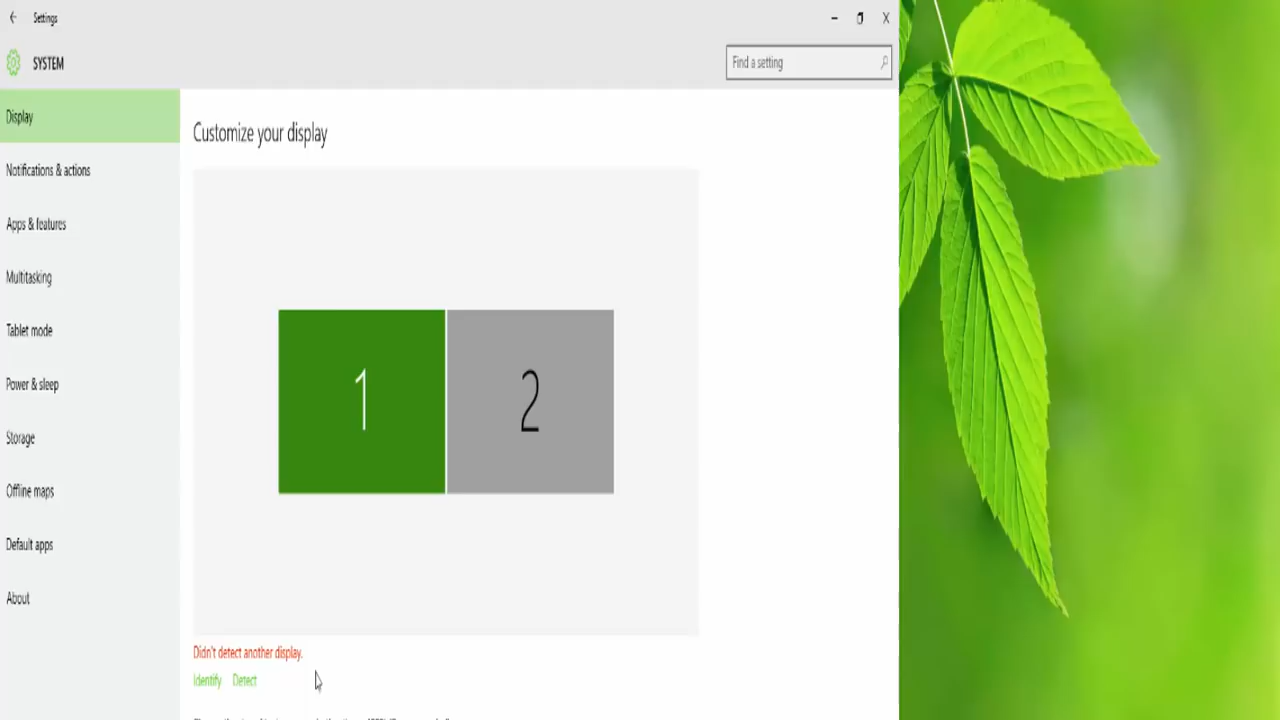 Settings
SYSTEM
Find a setting
Display
Notifications & actions
Apps & features
Multitasking
Tablet mode
Power & sleep
Storage
Offline maps
Default apps
About
Customize your display
1
2
Didn't detect another display.
Identify Detect